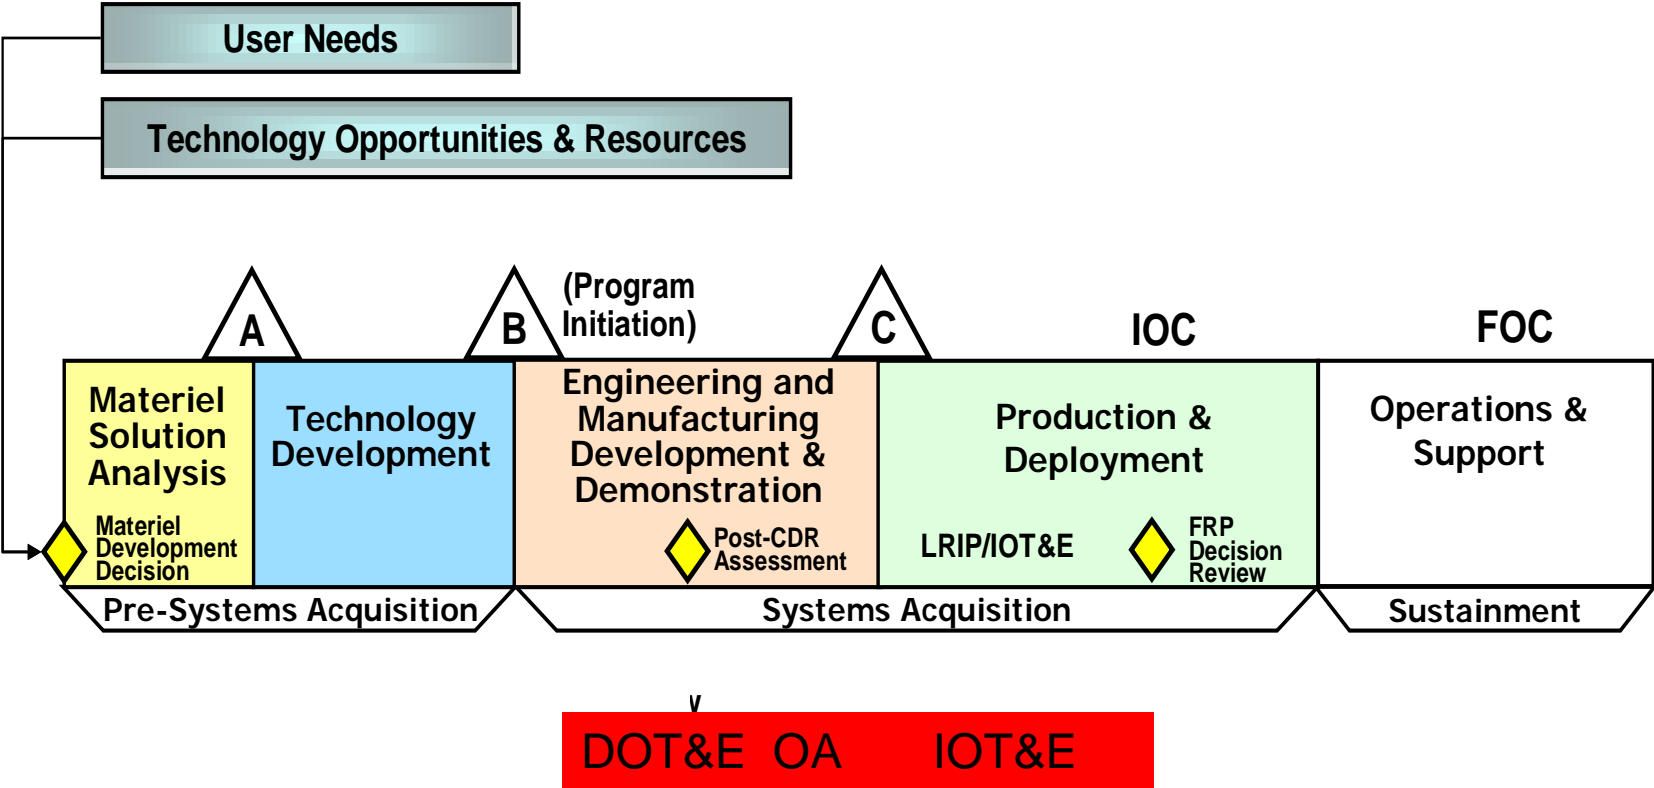 User Needs
Technology Opportunities & Resources
A
B
(Program
Initiation)
C
IOC
FOC
Materiel
Solution
Analysis
Technology
Development
Engineering and
Manufacturing
Development &
Demonstration
Production &
Deployment
Operations &
Support
Materiel
Development
Decision
Post-CDR
Assessment
LRIP/IOT&E
FRP
Decision
Review
Pre-Systems Acquisition
Systems Acquisition
Sustainment
DOT&E OA IOT&E